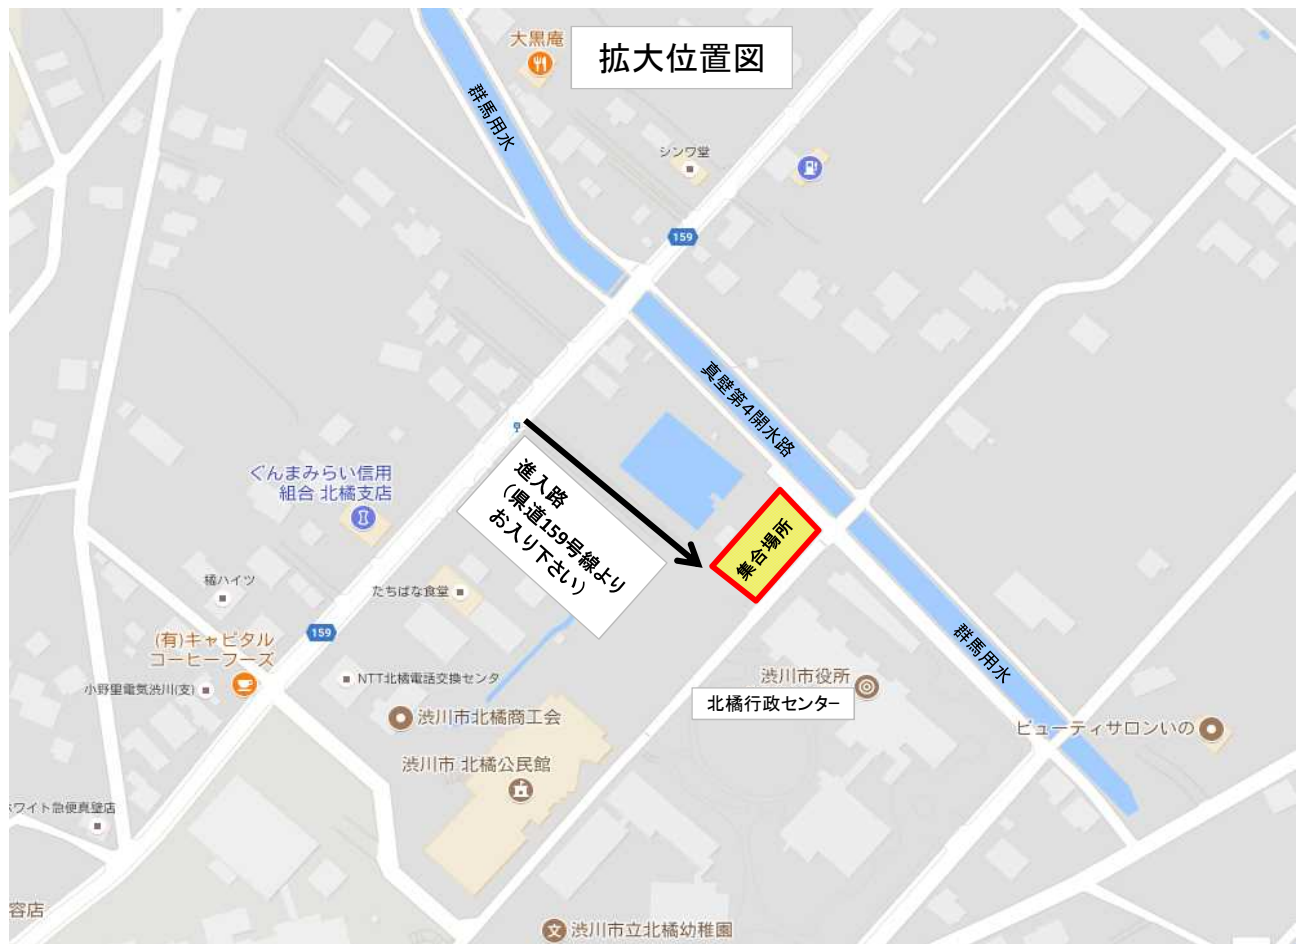 大黒庵
拡大位置図
群馬用水
シンワ堂
159
真壁第4開水路
進入路
(県道159号線より
お入り下さい)
集合場所
ぐんまみらい信用
組合 北橘支店
橘ハイツ
たちばな食堂
159
(有)キャピタル
コーヒーフーズ
小野里電気渋川(支)
NTT北橘電話交換センタ
群馬用水
渋川市役所
北橘行政センター
渋川市北橘商工会
ビューティサロンいの
渋川市 北橘公民館
ホワイト急便真壁店
容店
文
渋川市立北橘幼稚園